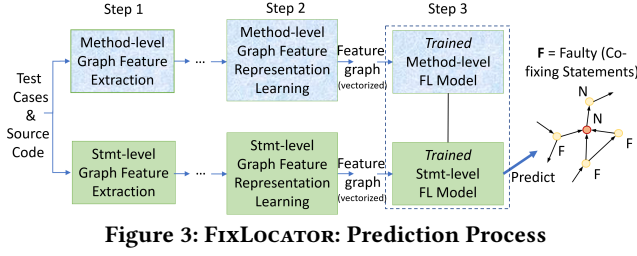 Step 1
Step 2
Step 3
Test
Cases
&
Source
Code
Method-level
Graph Feature
Extraction
...
Method-level
Graph Feature
Representation
Learning
Feature
graph
(vectorized)
Trained
Method-level
FL Model
Stmt-level
Graph Feature
Extraction
...
Stmt-level
Graph Feature
Representation
Learning
Feature
graph
(vectorized)
Trained
Stmt-level
FL Model
Predict
F = Faulty (Co-
fixing Statements)
N
N
F
F
F
Figure 3: FIXLOCATOR: Prediction Process